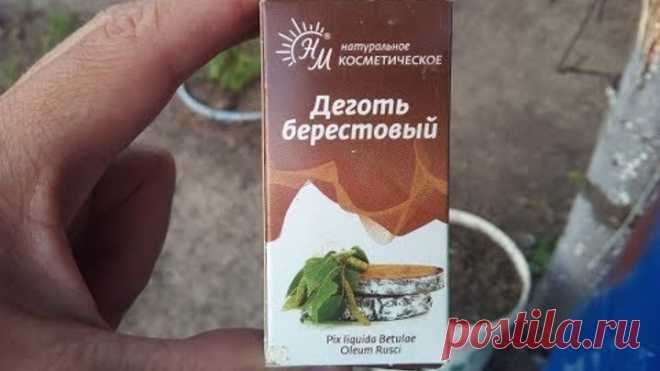 НМ®
натуральное
КОСМЕТИЧЕСКОЕ
Деготь
берестовый
Pix liquida Betulae
Oleum Rusci
postila.ru